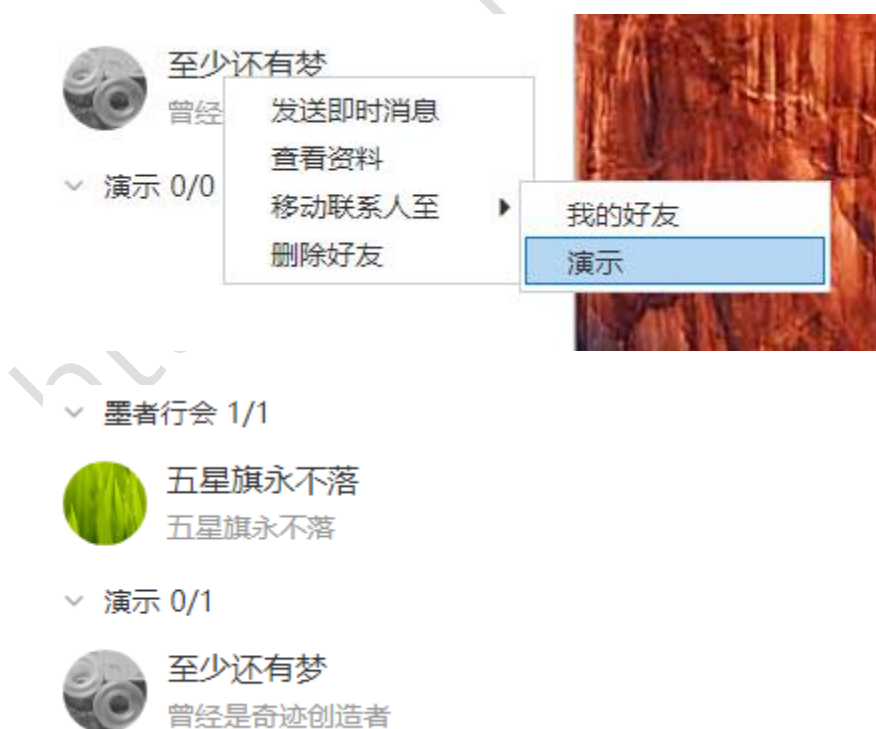 至少还有梦
曾经
发送即时消息
查看资料
演示 0/0
移动联系人至
我的好友
删除好友
演示
墨者行会 1/1
五星旗永不落
五星旗永不落
演示 0/1
至少还有梦
曾经是奇迹创造者